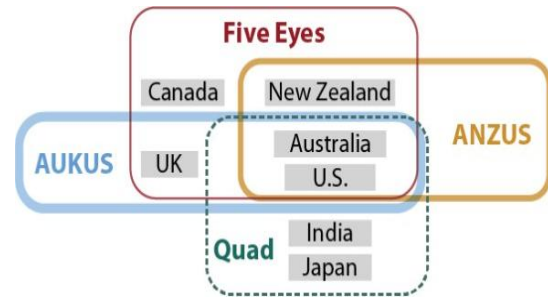 Five Eyes
Canada
New Zealand
Australia
ANZUS
AUKUS
UK
U.S.
India
Quad
Japan